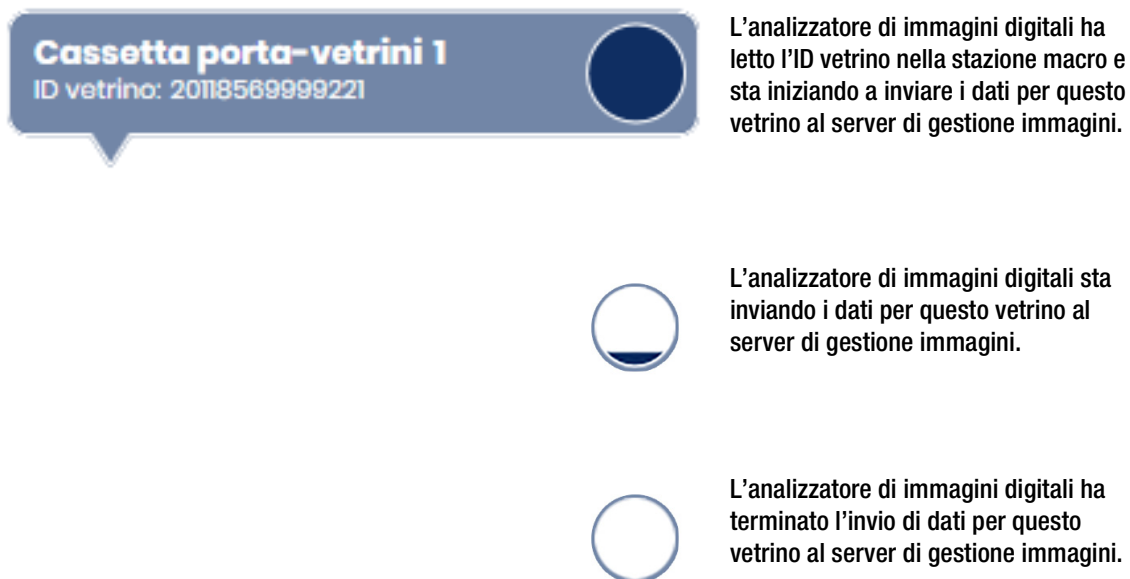 Cassetta porta-vetrini 1
ID vetrino: 20118569999221
L’analizzatore di immagini digitali ha
letto l’ID vetrino nella stazione macro e
sta iniziando a inviare i dati per questo
vetrino al server di gestione immagini.
L’analizzatore di immagini digitali sta
inviando i dati per questo vetrino al
server di gestione immagini.
L’analizzatore di immagini digitali ha
terminato l’invio di dati per questo
vetrino al server di gestione immagini.